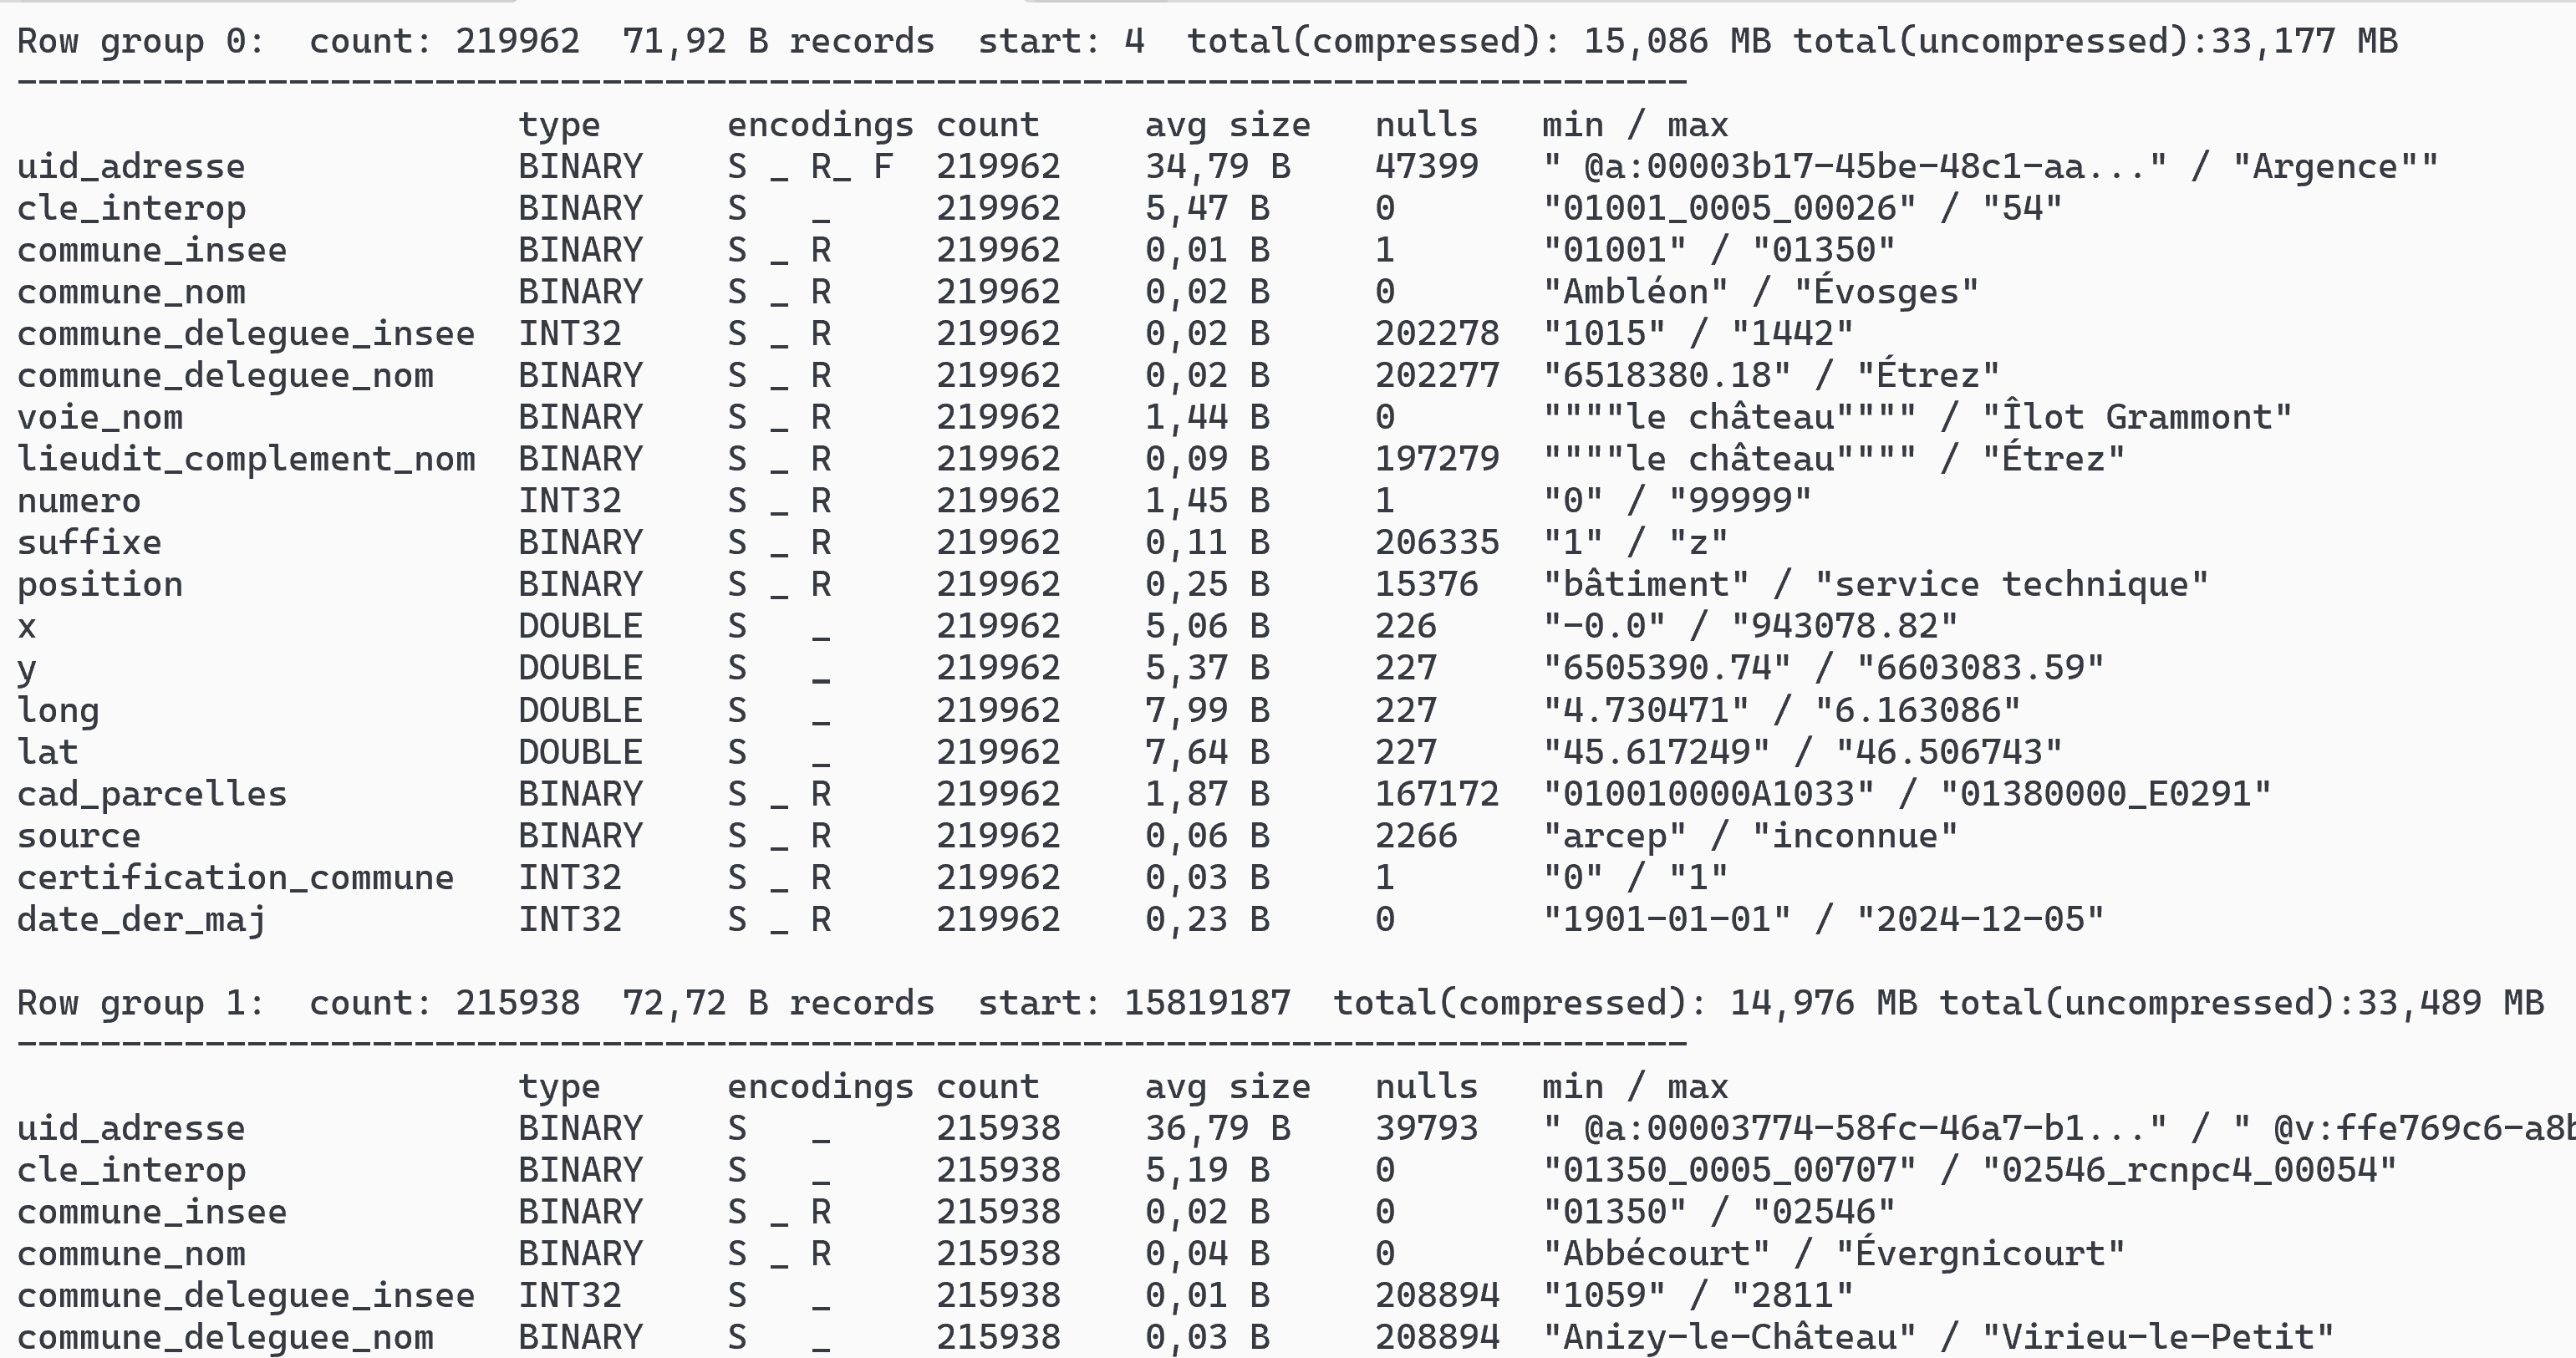 Row group 0:  count: 219962  71,92 B records  start: 4  total(compressed): 15,086 MB total(uncompressed):33,177 MB
--------------------------------------------------------------------------------
                        type      encodings count     avg size   nulls   min / max
uid_adresse             BINARY    S _ R_ F  219962    34,79 B    47399   " @a:00003b17-45be-48c1-aa..." / "Argence""
cle_interop             BINARY    S   _     219962    5,47 B     0       "01001_0005_00026" / "54"
commune_insee           BINARY    S _ R     219962    0,01 B     1       "01001" / "01350"
commune_nom             BINARY    S _ R     219962    0,02 B     0       "Ambléon" / "Évosges"
commune_deleguee_insee  INT32     S _ R     219962    0,02 B     202278  "1015" / "1442"
commune_deleguee_nom    BINARY    S _ R     219962    0,02 B     202277  "6518380.18" / "Étrez"
voie_nom                BINARY    S _ R     219962    1,44 B     0       """"le château"""" / "Îlot Grammont"
lieudit_complement_nom  BINARY    S _ R     219962    0,09 B     197279  """"le château"""" / "Étrez"
numero                  INT32     S _ R     219962    1,45 B     1       "0" / "99999"
suffixe                 BINARY    S _ R     219962    0,11 B     206335  "1" / "z"
position                BINARY    S _ R     219962    0,25 B     15376   "bâtiment" / "service technique"
x                       DOUBLE    S   _     219962    5,06 B     226     "-0.0" / "943078.82"
y                       DOUBLE    S   _     219962    5,37 B     227     "6505390.74" / "6603083.59"
long                    DOUBLE    S   _     219962    7,99 B     227     "4.730471" / "6.163086"
lat                     DOUBLE    S   _     219962    7,64 B     227     "45.617249" / "46.506743"
cad_parcelles           BINARY    S _ R     219962    1,87 B     167172  "010010000A1033" / "01380000_E0291"
source                  BINARY    S _ R     219962    0,06 B     2266    "arcep" / "inconnue"
certification_commune   INT32     S _ R     219962    0,03 B     1       "0" / "1"
date_der_maj            INT32     S _ R     219962    0,23 B     0       "1901-01-01" / "2024-12-05"
Row group 1:  count: 215938  72,72 B records  start: 15819187  total(compressed): 14,976 MB total(uncompressed):33,489 MB
--------------------------------------------------------------------------------
                        type      encodings count     avg size   nulls   min / max
uid_adresse             BINARY    S   _     215938    36,79 B    39793   " @a:00003774-58fc-46a7-b1..." / " @v:ffe769c6-a8b
cle_interop             BINARY    S   _     215938    5,19 B     0       "01350_0005_00707" / "02546_rcnpc4_00054"
commune_insee           BINARY    S _ R     215938    0,02 B     0       "01350" / "02546"
commune_nom             BINARY    S _ R     215938    0,04 B     0       "Abbécourt" / "Évergnicourt"
commune_deleguee_insee  INT32     S   _     215938    0,01 B     208894  "1059" / "2811"
commune_deleguee_nom    BINARY    S   _     215938    0,03 B     208894  "Anizy-le-Château" / "Virieu-le-Petit"